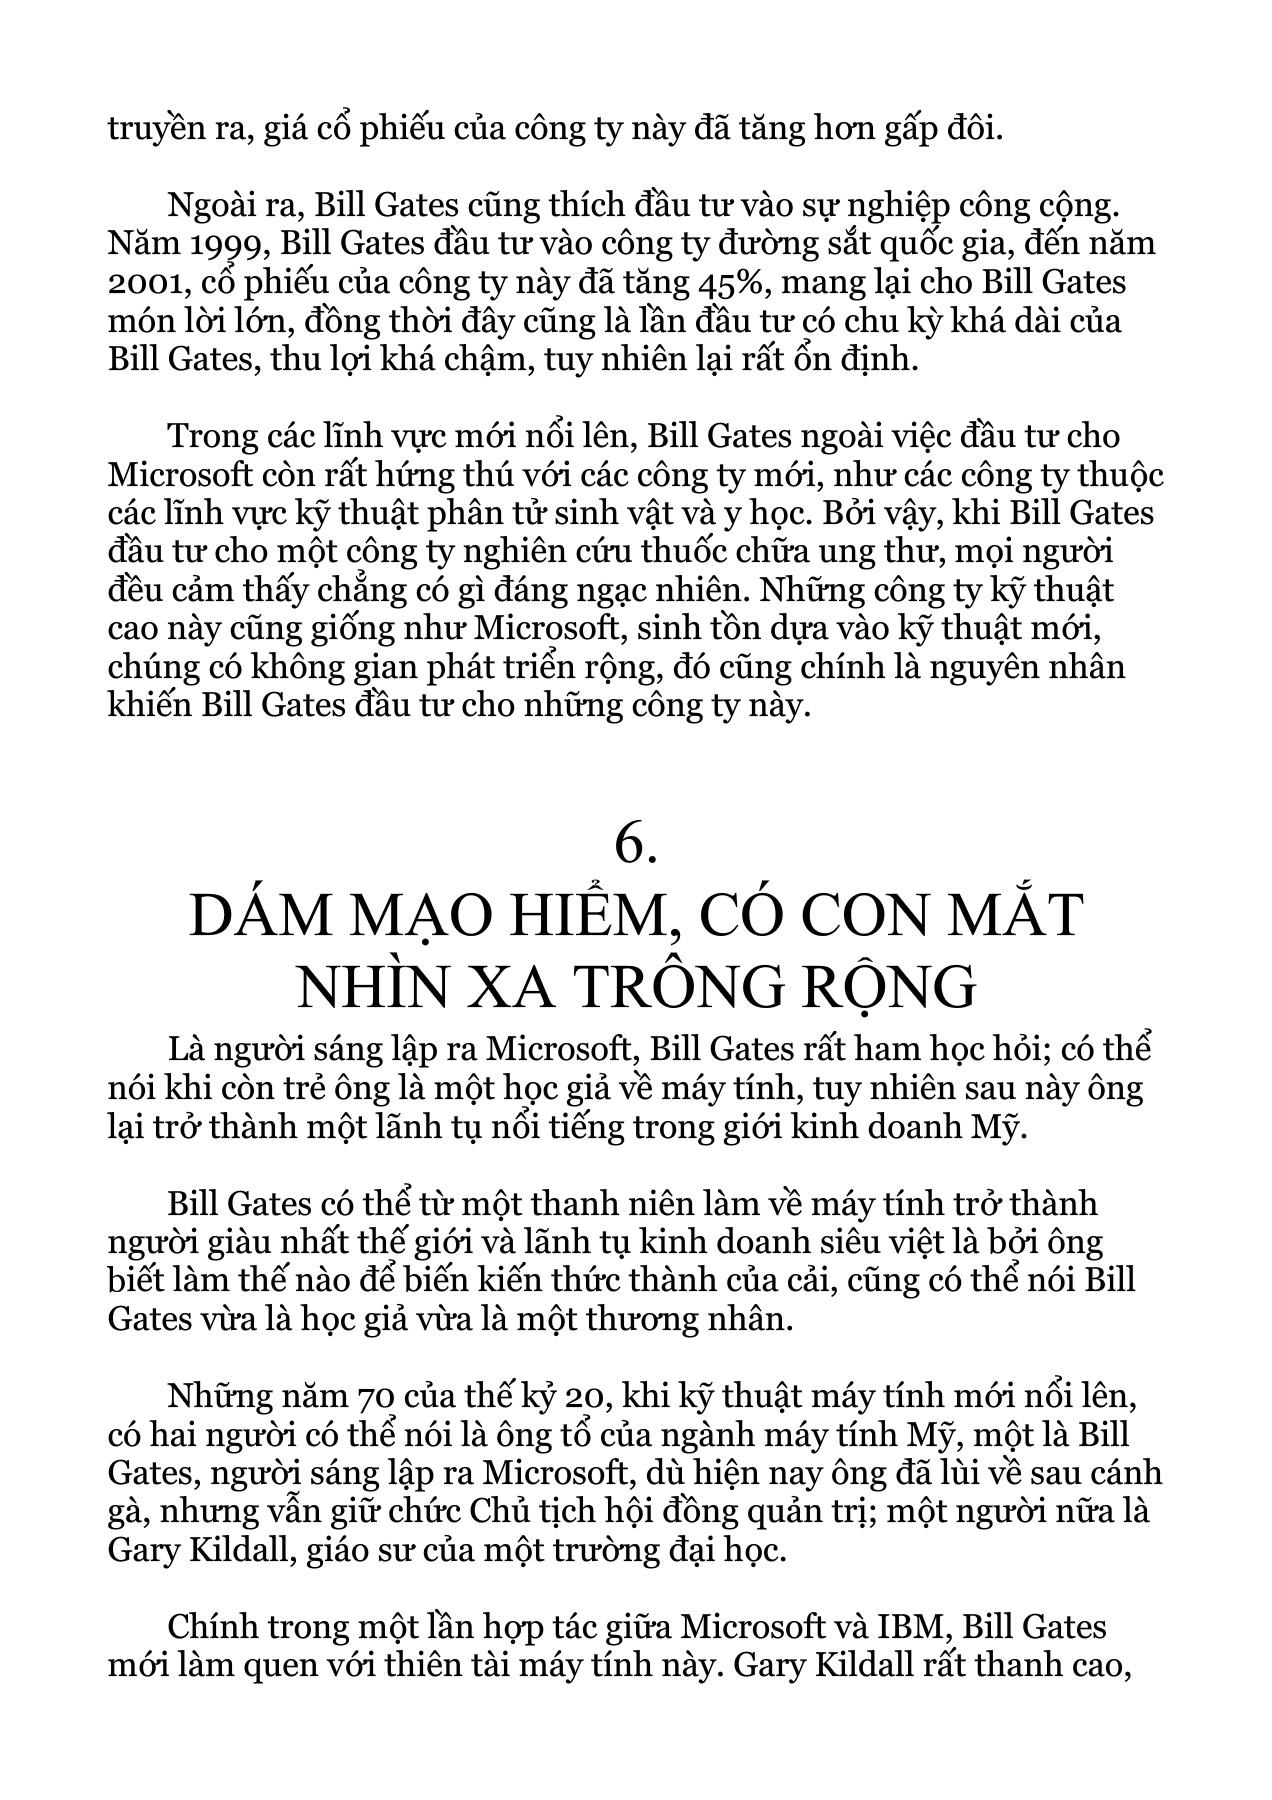 truyền ra, giá cổ phiếu của công ty này đã tăng hơn gấp đôi.
Ngoài ra, Bill Gates cũng thích đầu tư vào sự nghiệp công cộng.
Năm 1999, Bill Gates đầu tư vào công ty đường sắt quốc gia, đến năm
2001, cổ phiếu của công ty này đã tăng 45%, mang lại cho Bill Gates
món lời lớn, đồng thời đây cũng là lần đầu tư có chu kỳ khá dài của
Bill Gates, thu lợi khá chậm, tuy nhiên lại rất ổn định.
Trong các lĩnh vực mới nổi lên, Bill Gates ngoài việc đầu tư cho
Microsoft còn rất hứng thú với các công ty mới, như các công ty thuộc
các lĩnh vực kỹ thuật phân tử sinh vật và y học. Bởi vậy, khi Bill Gates
đầu tư cho một công ty nghiên cứu thuốc chữa ung thư, mọi người
đều cảm thấy chẳng có gì đáng ngạc nhiên. Những công ty kỹ thuật
cao này cũng giống như Microsoft, sinh tồn dựa vào kỹ thuật mới,
chúng có không gian phát triển rộng, đó cũng chính là nguyên nhân
khiến Bill Gates đầu tư cho những công ty này.
6.
DÁM MẠO HIỂM, CÓ CON MẮT
NHÌN XA TRÔNG RỘNG
Là người sáng lập ra Microsoft, Bill Gates rất ham học hỏi; có thể
nói khi còn trẻ ông là một học giả về máy tính, tuy nhiên sau này ông
lại trở thành một lãnh tụ nổi tiếng trong giới kinh doanh Mỹ.
Bill Gates có thể từ một thanh niên làm về máy tính trở thành
người giàu nhất thế giới và lãnh tụ kinh doanh siêu việt là bởi ông
biết làm thế nào để biến kiến thức thành của cải, cũng có thể nói Bill
Gates vừa là học giả vừa là một thương nhân.
Những năm 70 của thế kỷ 20, khi kỹ thuật máy tính mới nổi lên,
có hai người có thể nói là ông tổ của ngành máy tính Mỹ, một là Bill
Gates, người sáng lập ra Microsoft, dù hiện nay ông đã lùi về sau cánh
gà, nhưng vẫn giữ chức Chủ tịch hội đồng quản trị; một người nữa là
Gary Kildall, giáo sư của một trường đại học.
Chính trong một lần hợp tác giữa Microsoft và IBM, Bill Gates
mới làm quen với thiên tài máy tính này. Gary Kildall rất thanh cao,